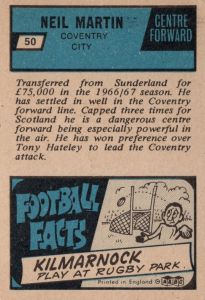 NEIL MARTIN
COVENTRY
CITY
50
CENTRE
FORWARD
Transferred from Sunderland for
£75,000 in the 1966/67 season. He
has settled in well in the Coventry
forward line. Capped three times for
Scotland he is a dangerous centre
forward being especially powerful in
the air. He has won preference over
Tony Hateley to lead the Coventry
attack.
FOOTBALL
FACTS
KILMARNOCK
PLAY AT RUGBY PARK.
Printed in England
A&BC